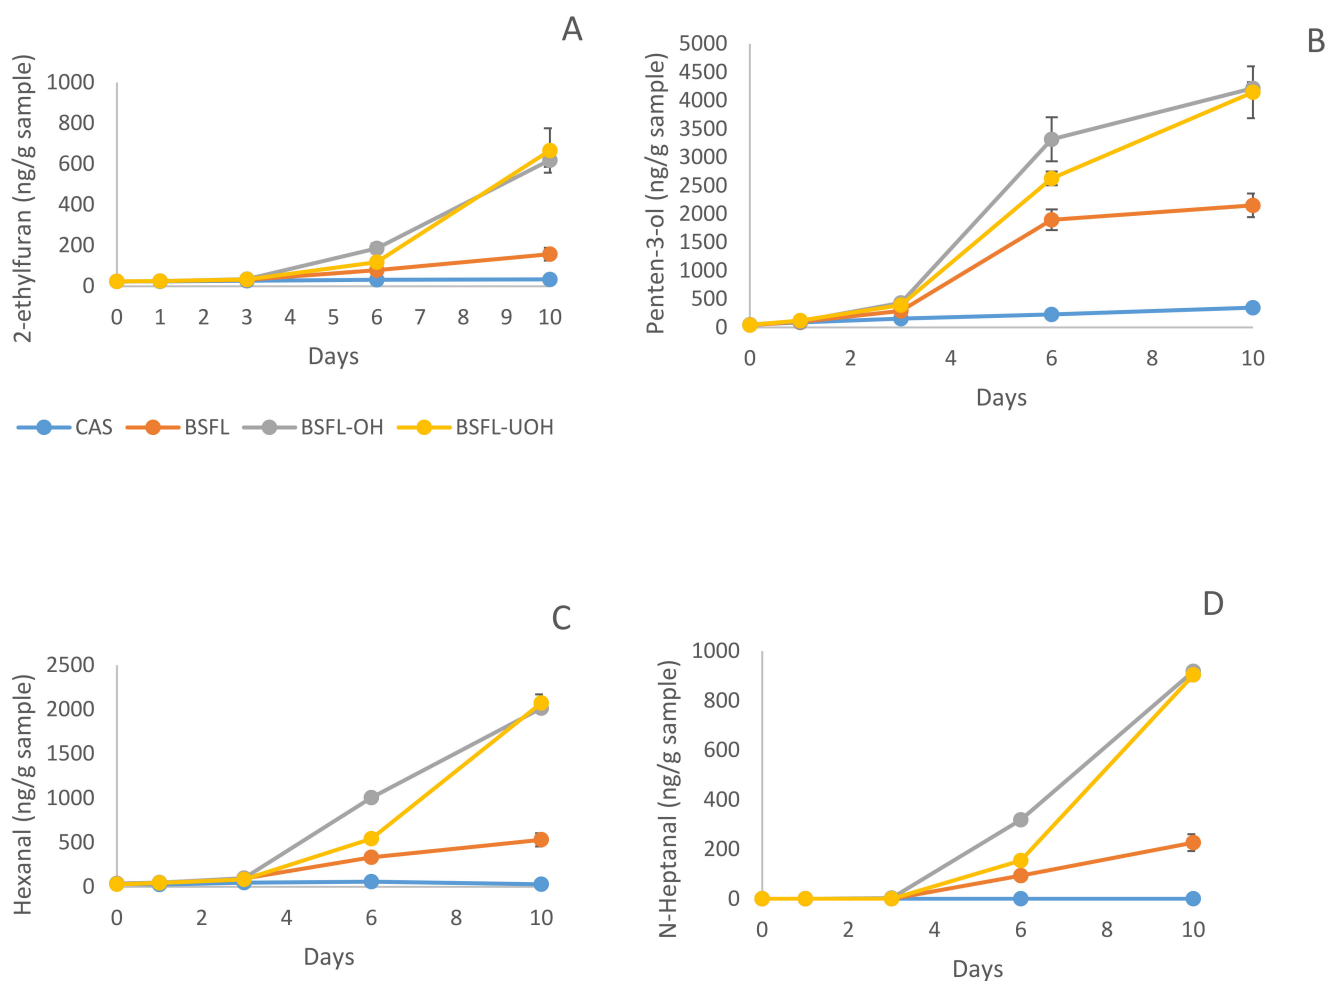 A
2-ethylfuran (ng/g sample)
1000
800
600
400
200
0
0 1 2 3 4 5 6 7 8 9 10
Days
B
Penten-3-ol (ng/g sample)
5000
4500
4000
3500
3000
2500
2000
1500
1000
500
0
0 2 4 6 8 10
Days
CAS BSFL BSFL-OH BSFL-UOH
C
Hexanal (ng/g sample)
2500
2000
1500
1000
500
0
0 2 4 6 8 10
Days
D
N-Heptanal (ng/g sample)
1000
800
600
400
200
0
0 2 4 6 8 10
Days